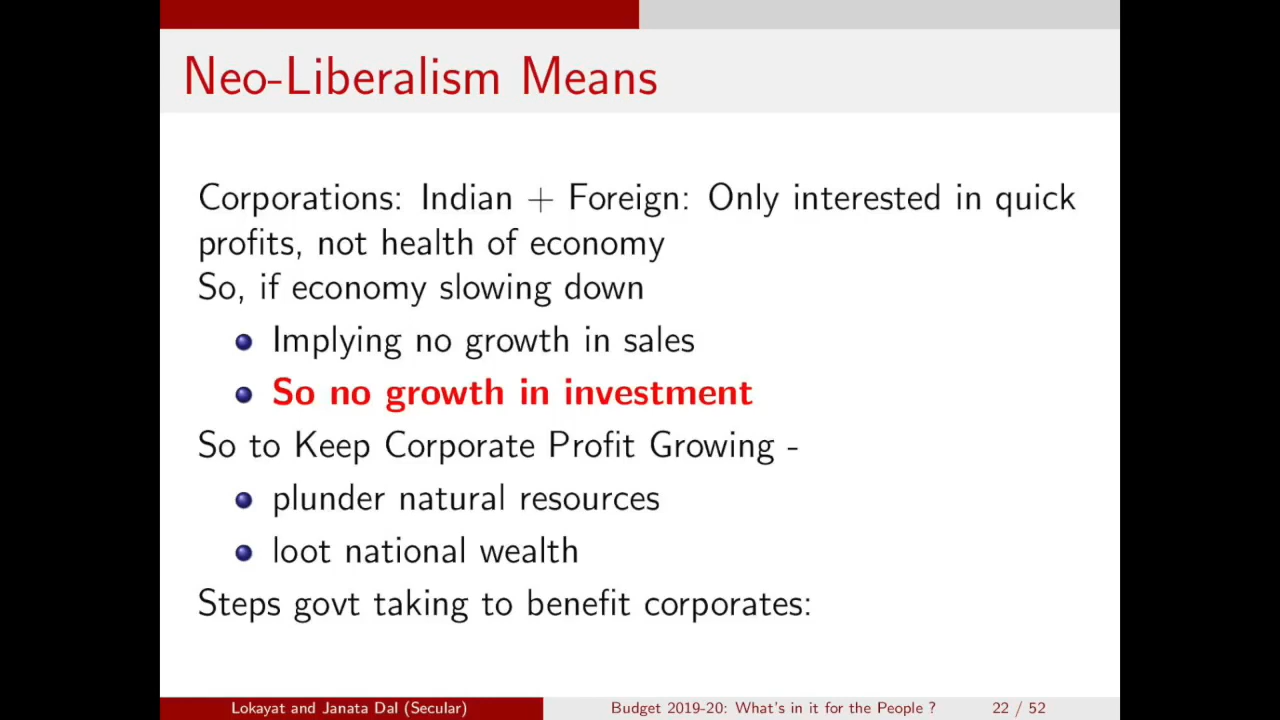 Neo-Liberalism Means
Corporations: Indian + Foreign: Only interested in quick
profits, not health of economy
So, if economy slowing down
Implying no growth in sales
So no growth in investment
So to Keep Corporate Profit Growing -
plunder natural resources
loot national wealth
Steps govt taking to benefit corporates:
Lokayat and Janata Dal (Secular) Budget 2019-20: What's in it for the People ? 22 / 52